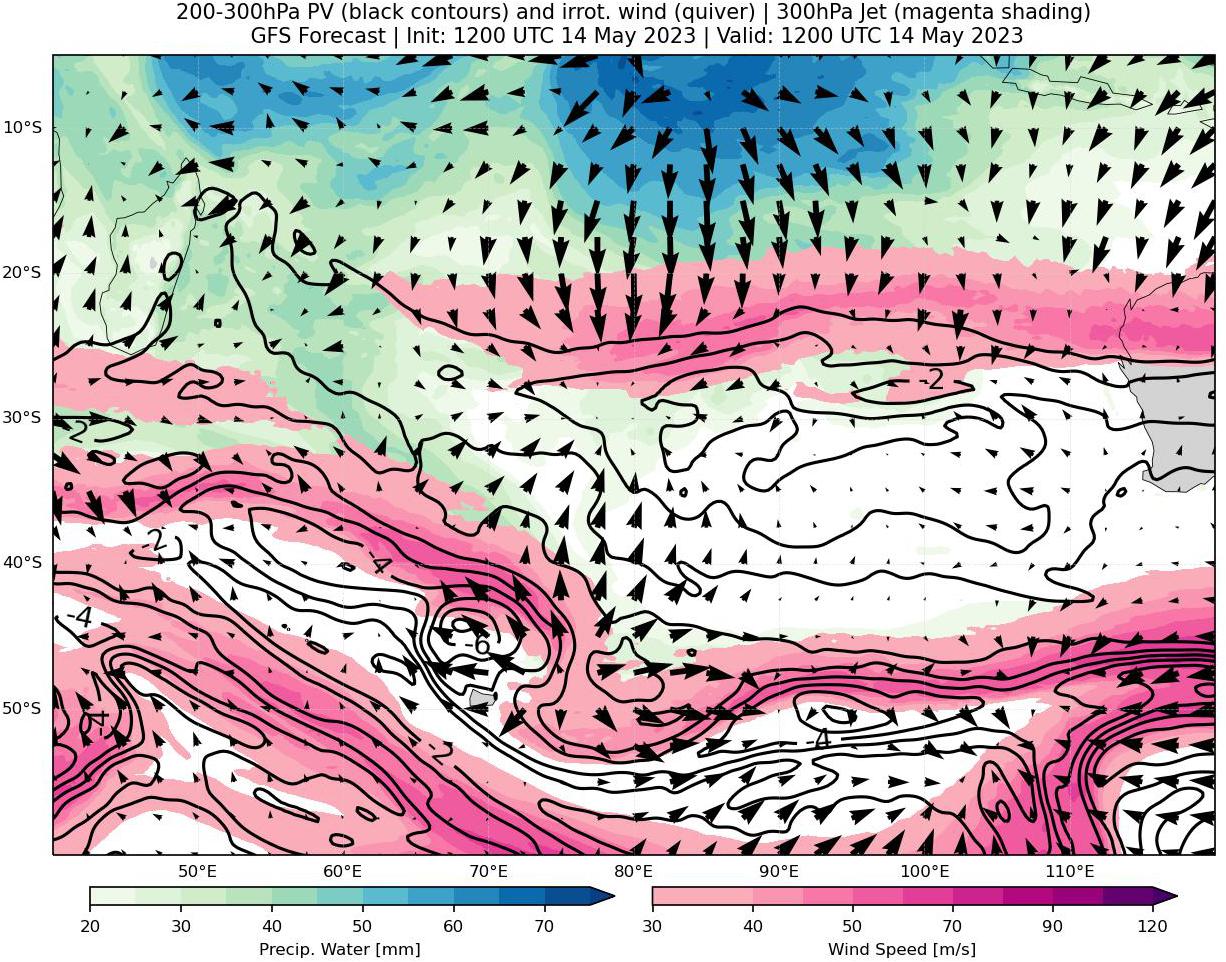 200-300hPa PV (black contours) and irrot. wind (quiver) | 300hPa Jet (magenta shading)
GFS Forecast | Init: 1200 UTC 14 May 2023 | Valid: 1200 UTC 14 May 2023
10°S
20°S
0
-2
30°S
-2
-2
-4
40°S
-4
-6
50°S
-4
-2
50°E 60°E 70°E 80°E 90°E 100°E 110°E
20 30 40 50 60 70
30 40 50 70 90 120
Precip. Water [mm]
Wind Speed [m/s]